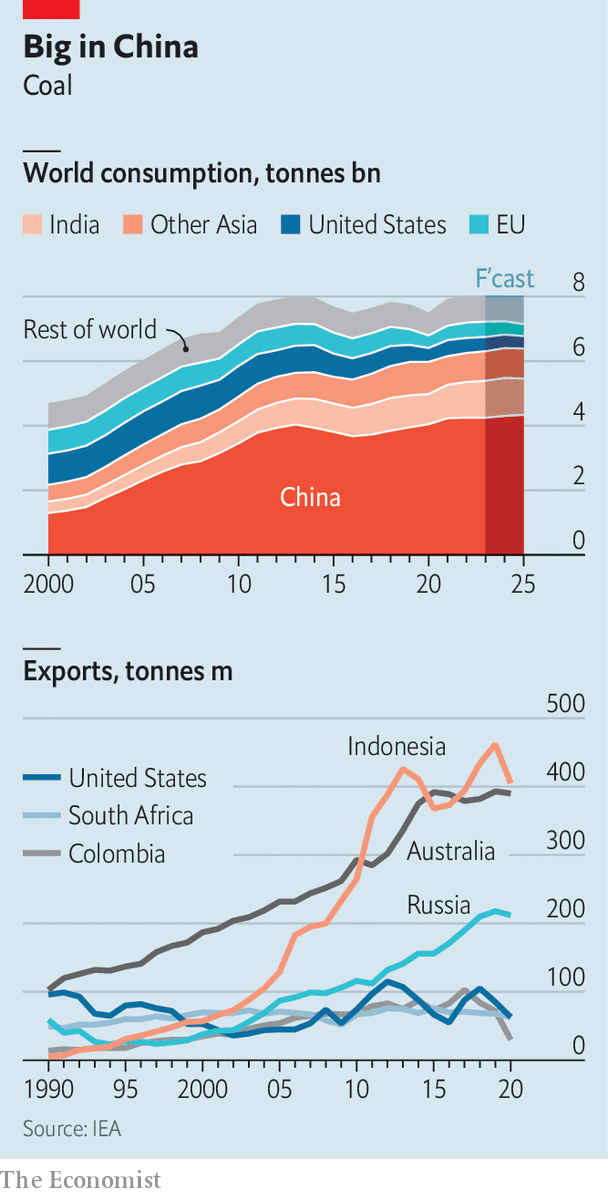 Big in China
Coal
World consumption, tonnes bn
India Other Asia United States EU
F'cast
8
Rest of world
6
4
China
2
0
2000 05 10 15 20 25
Exports, tonnes m
500
Indonesia
United States
400
South Africa
Colombia
Australia
300
Russia
200
100
0
1990 95 2000 05 10 15 20
Source: IEA
The Economist